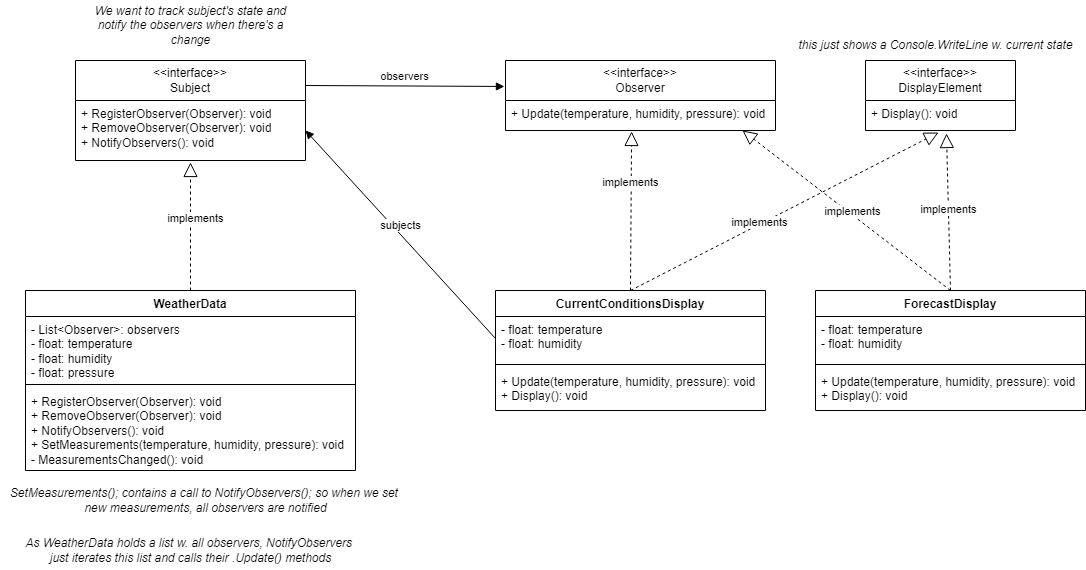 We want to track subject's state and
notify the observers when there's a
change
this just shows a Console.WriteLine w. current state
<<interface>>
Subject
+ RegisterObserver(Observer): void
+ RemoveObserver(Observer): void
+ NotifyObservers(): void
observers
<<interface>>
Observer
+ Update(temperature, humidity, pressure): void
<<interface>>
DisplayElement
+ Display(): void
implements
subjects
implements
implements
implements
implements
WeatherData
- List<Observer>: observers
- float: temperature
- float: humidity
- float: pressure
+ RegisterObserver(Observer): void
+ RemoveObserver(Observer): void
+ NotifyObservers(): void
+ SetMeasurements(temperature, humidity, pressure): void
- MeasurementsChanged(): void
CurrentConditionsDisplay
- float: temperature
- float: humidity
+ Update(temperature, humidity, pressure): void
+ Display(): void
ForecastDisplay
- float: temperature
- float: humidity
+ Update(temperature, humidity, pressure): void
+ Display(): void
SetMeasurements(); contains a call to NotifyObservers(); so when we set
new measurements, all observers are notified
As WeatherData holds a list w. all observers, NotifyObservers
just iterates this list and calls their .Update() methods